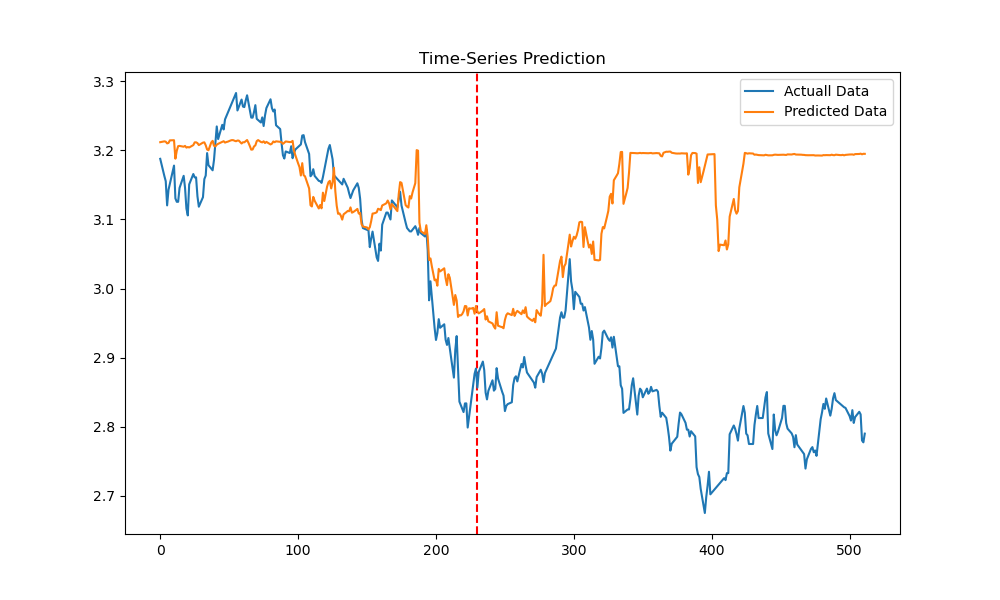 Time-Series Prediction
Actuall Data
Predicted Data
3.3
3.2
3.1
3.0
2.9
2.8
2.7
0 100 200 300 400 500